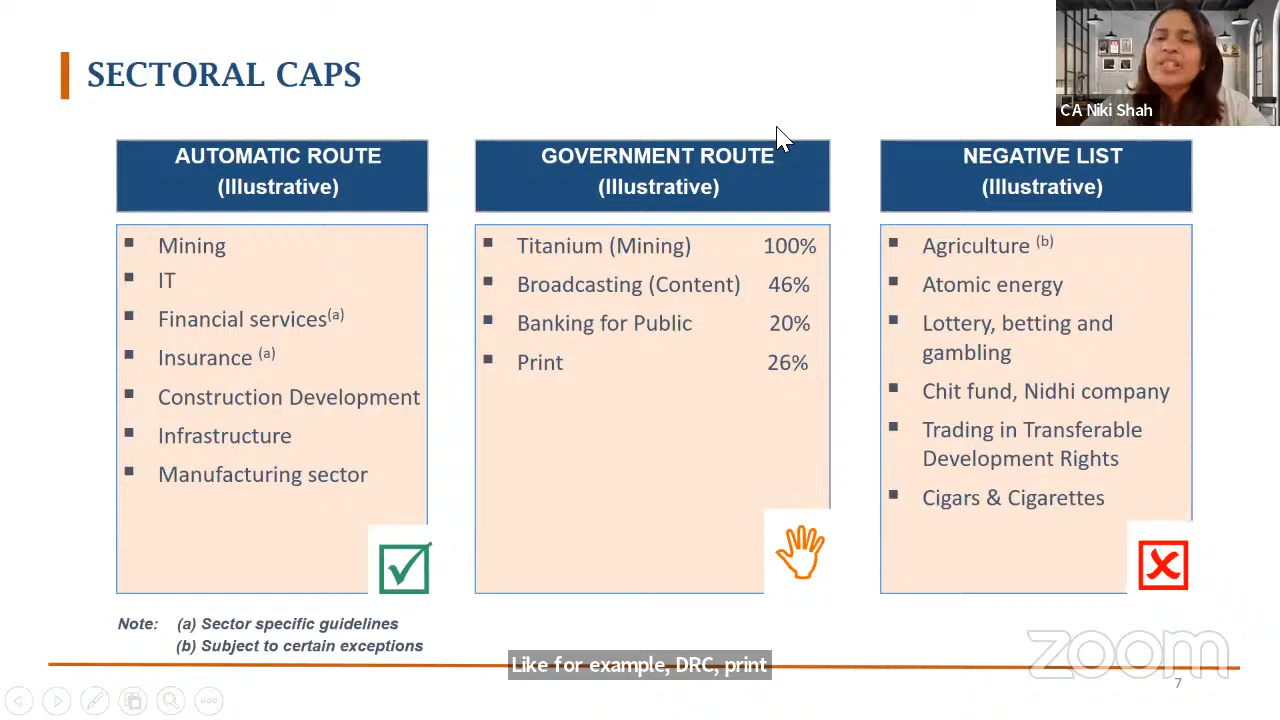 SECTORAL CAPS
CA Niki Shah
AUTOMATIC ROUTE
(Illustrative)
Mining
IT
Financial services(a)
Insurance (a)
Construction Development
Infrastructure
Manufacturing sector
GOVERNMENT ROUTE
(Illustrative)
Titanium (Mining) 100%
Broadcasting (Content) 46%
Banking for Public 20%
Print 26%
NEGATIVE LIST
(Illustrative)
Agriculture (b)
Atomic energy
Lottery, betting and
gambling
Chit fund, Nidhi company
Trading in Transferable
Development Rights
Cigars & Cigarettes
Note: (a) Sector specific guidelines
(b) Subject to certain exceptions
Like for example, DRC, print
zoom
7